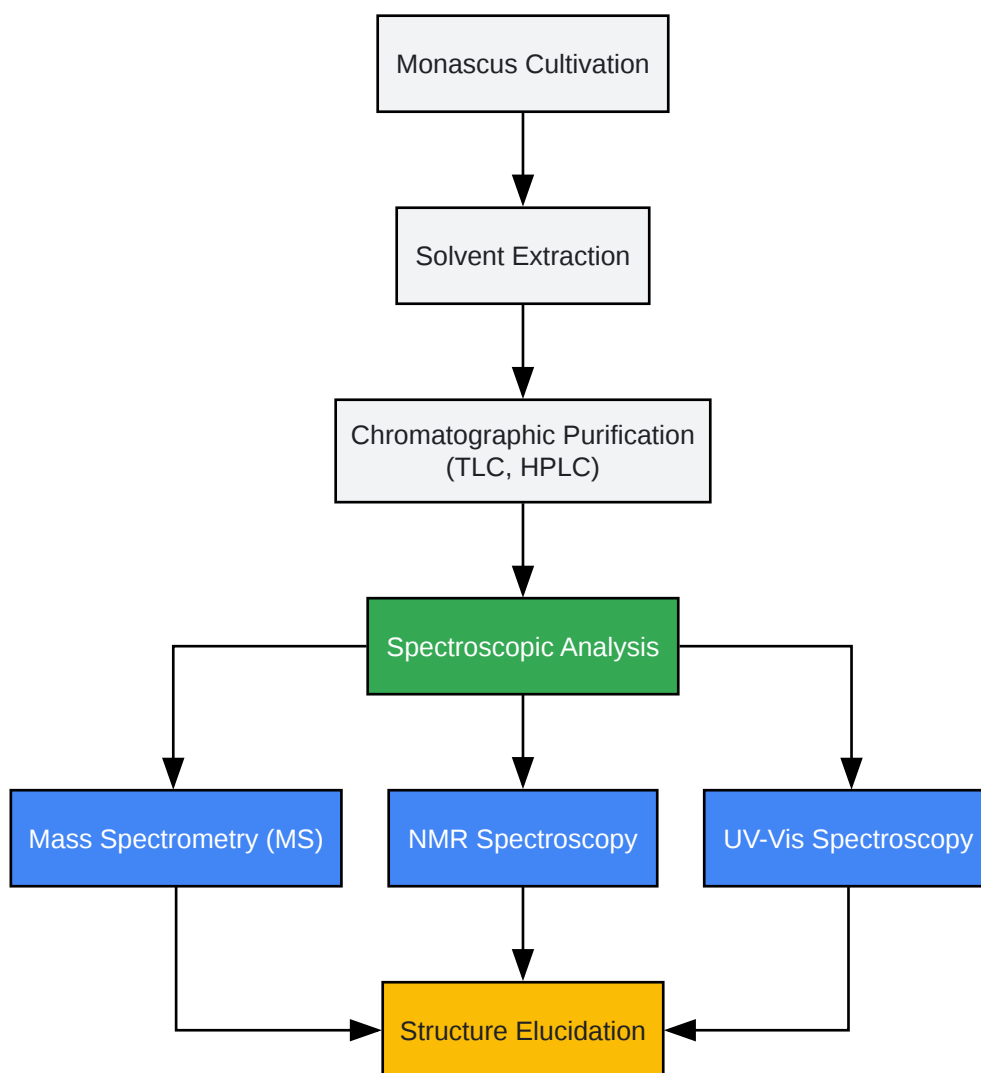 Monascus Cultivation
Solvent Extraction
Chromatographic Purification
(TLC, HPLC)
Spectroscopic Analysis
Mass Spectrometry (MS)
NMR Spectroscopy
UV-Vis Spectroscopy
Structure Elucidation